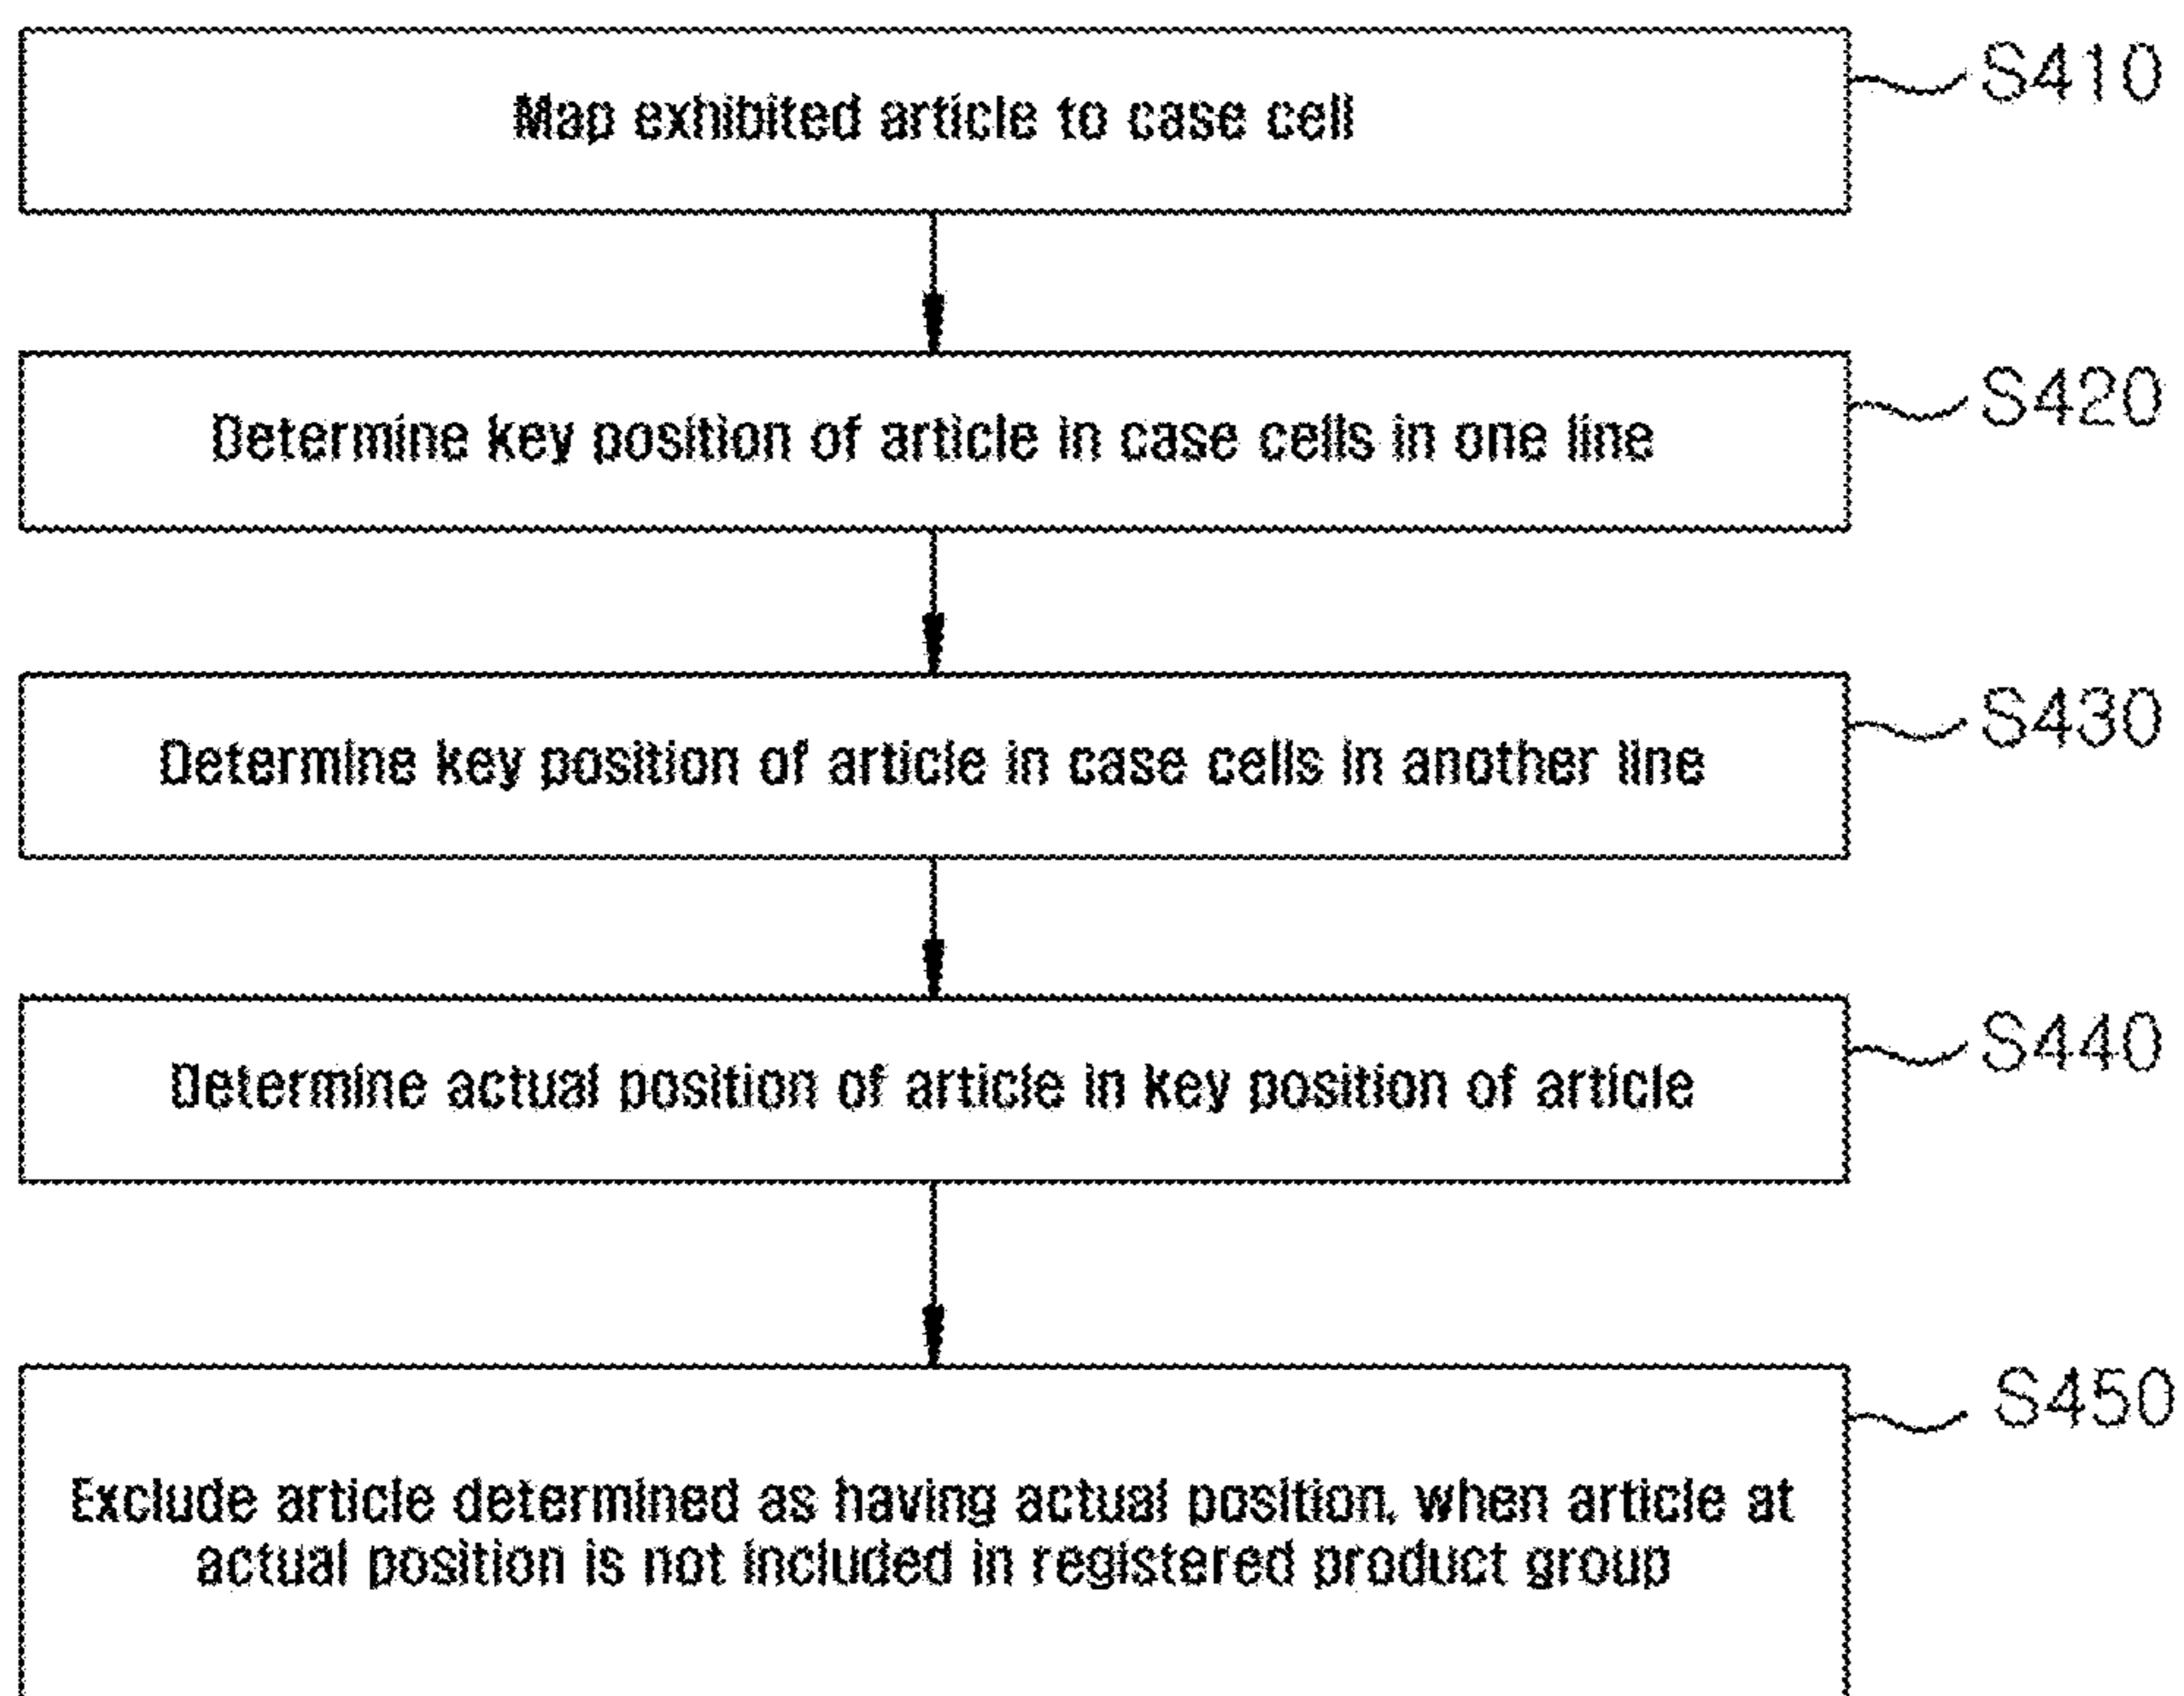 Map exhibited article to case cell
S410
Determine key position of article in case cells in one line
S420
Determine key position of article in case cells in another line
S430
Determine actual position of article in key position of article
S440
Exclude article determined as having actual position, when article at
actual position is not included in registered product group
S450